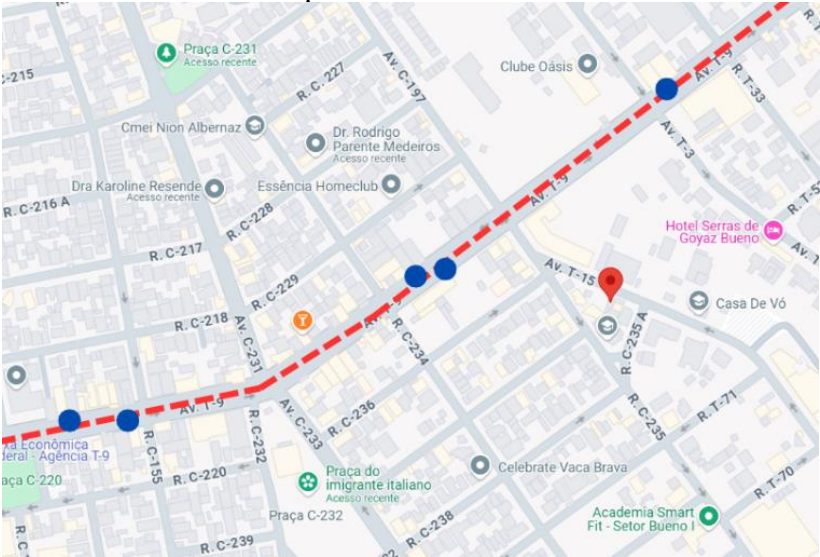 Praça C-231
Acesso recente
C-215
R. C-227
Av. C-197
Clube Oásis
Av. T-9
R. T-33
Av. T-3
Cmei Nion Albernaz
Dr. Rodrigo
Parente Medeiros
Acesso recente
Dra Karoline Resende
Acesso recente
Essência Homeclub
R. C-216 A
R. C-228
R. C-217
Av. T-9
Hotel Serras de
Goyaz Bueno
Av. T-15
R. C-229
R. C-218
Av. C-231
Casa De Vó
R. C-235 A
R. C-234
R. T-71
Av. T-9
R. C-236
R. C-235
R. C-155
R. C-232
Av. C-233
xa Econômica
deral - Agência T-9
R. C-220
aça C-220
Celebrate Vaca Brava
Praça do
imigrante italiano
Acesso recente
R. T-70
Praça C-232
R. C-238
Academia Smart
Fit - Setor Bueno I
R. C-239